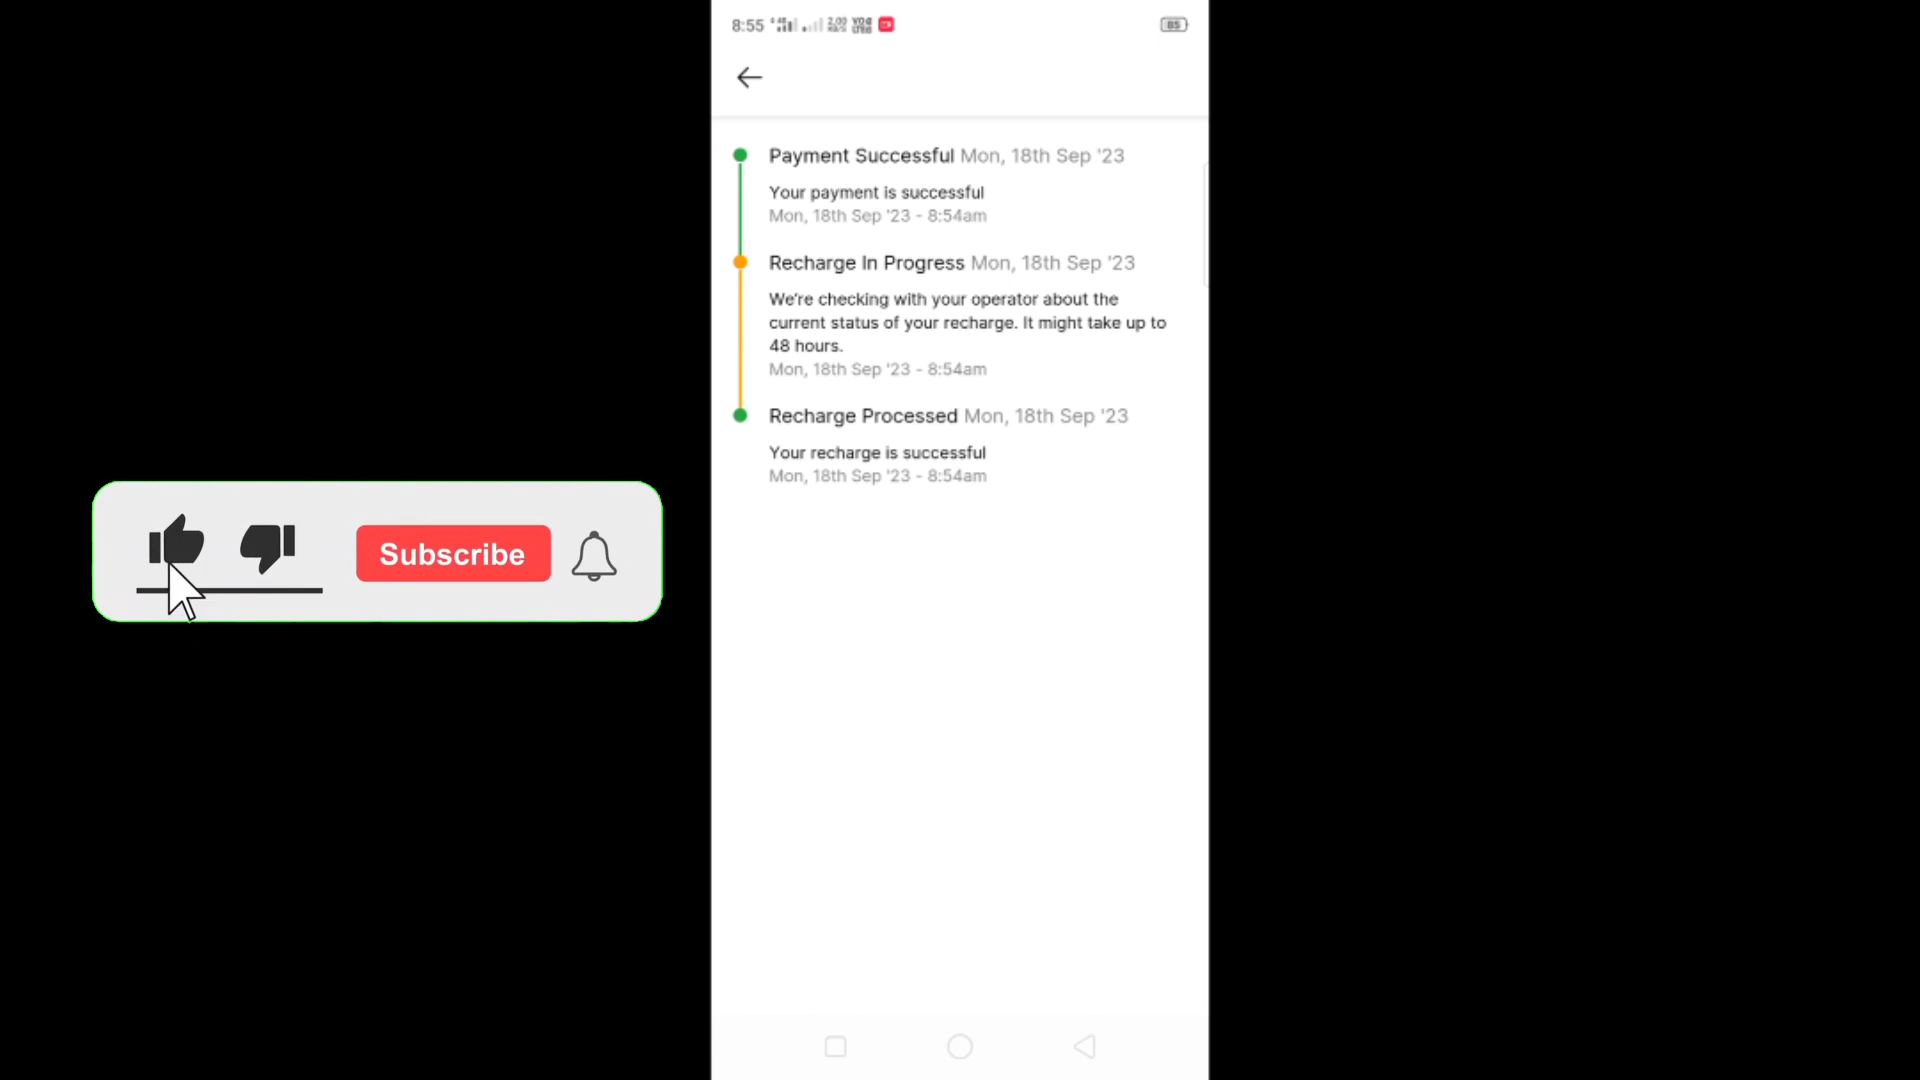 8:55
85
Payment Successful Mon, 18th Sep '23
Your payment is successful
Mon, 18th Sep '23 - 8:54am
Recharge In Progress Mon, 18th Sep '23
We're checking with your operator about the
current status of your recharge. It might take up to
48 hours.
Mon, 18th Sep '23 - 8:54am
Recharge Processed Mon, 18th Sep '23
Your recharge is successful
Mon, 18th Sep '23 - 8:54am
Subscribe